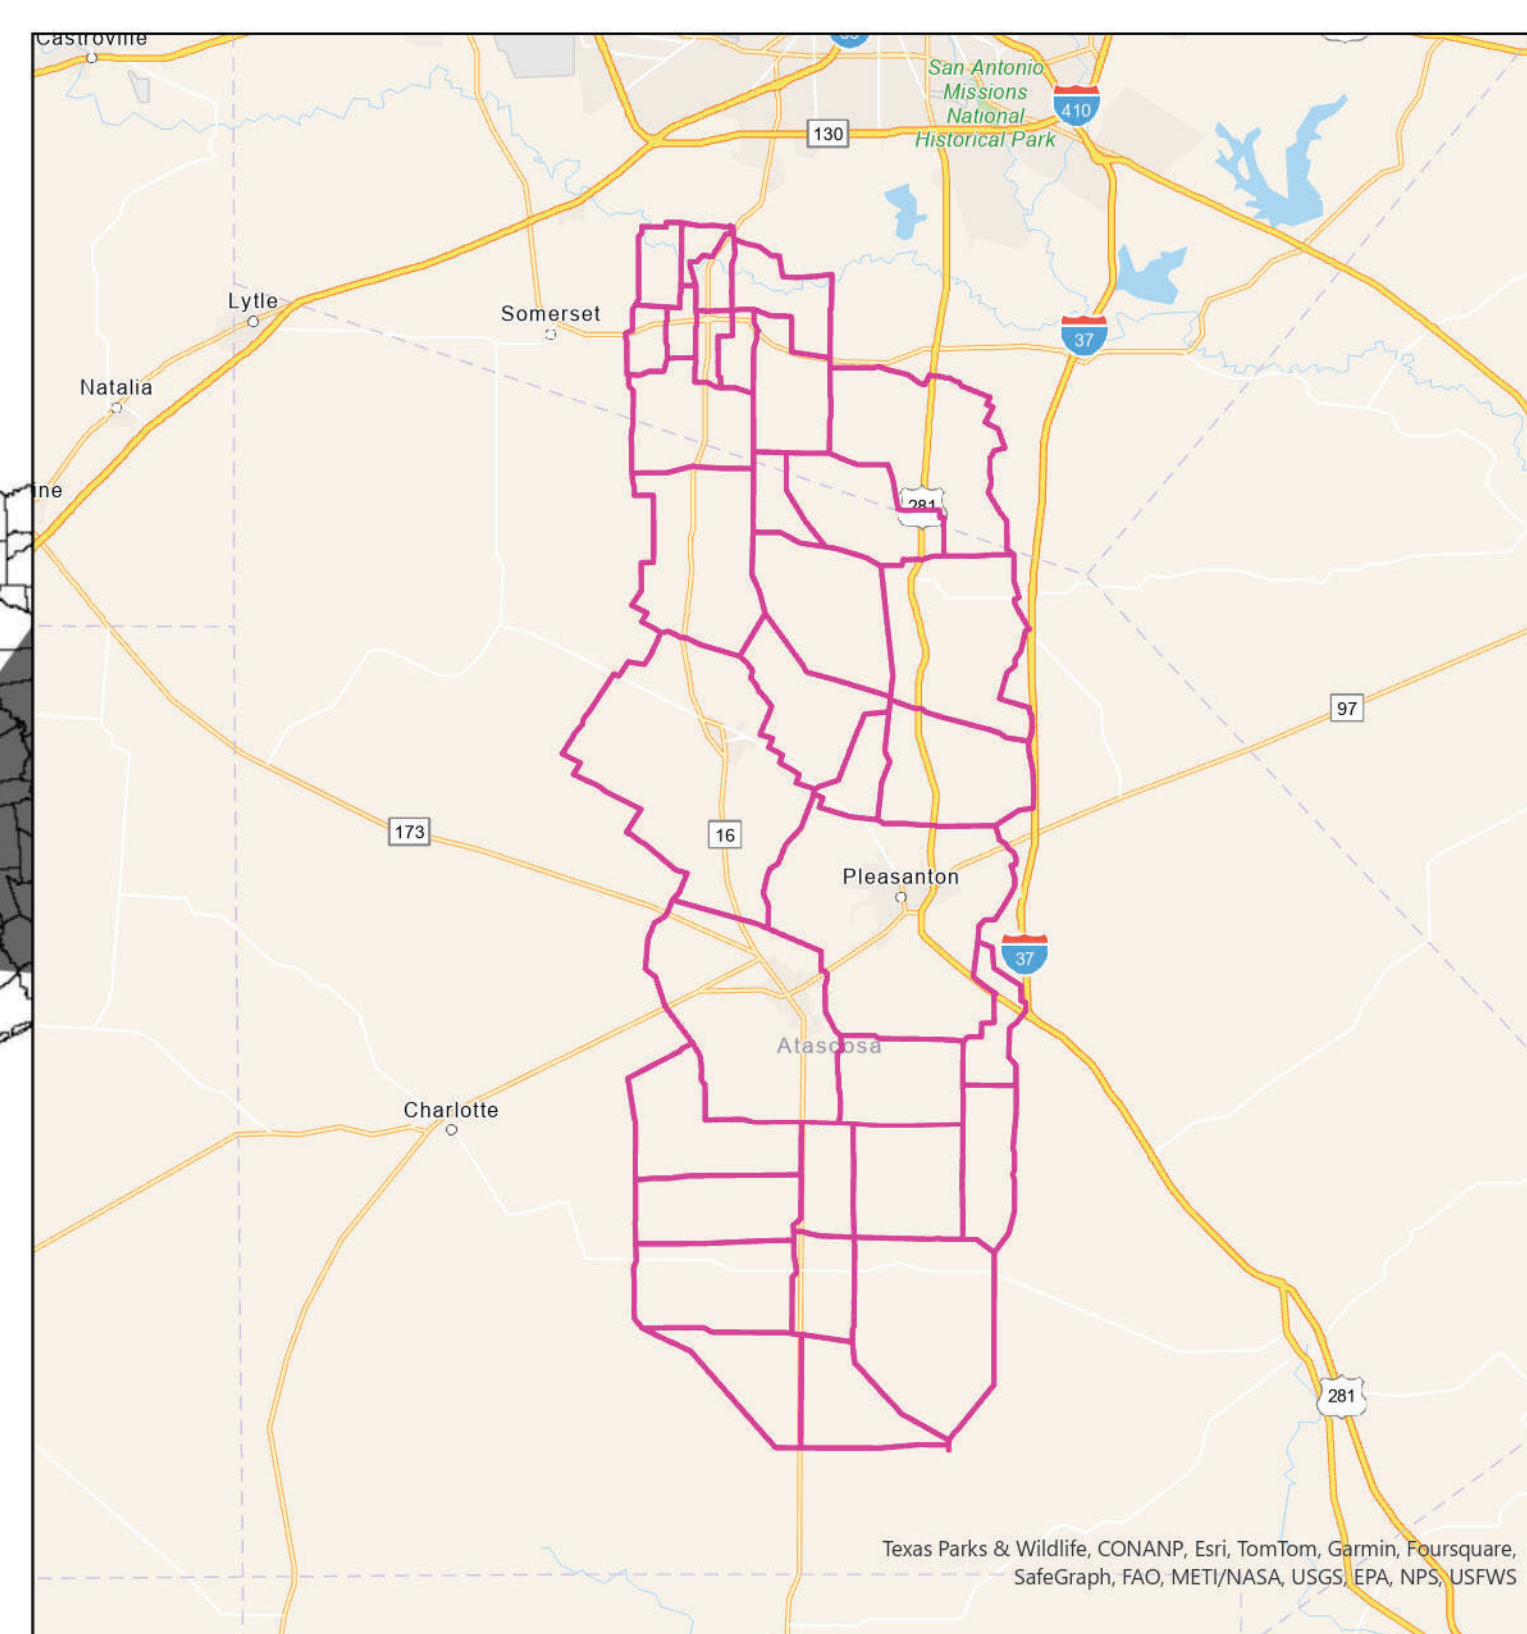 Castroville
San Antonio
Missions
National
Historical Park
410
130
Lytle
Somerset
37
Natalia
ine
281
97
173
16
Pleasanton
37
Atascosa
Charlotte
281
Texas Parks & Wildlife, CONANP, Esri, TomTom, Garmin, Foursquare,
SafeGraph, FAO, METI/NASA, USGS, EPA, NPS, USFWS